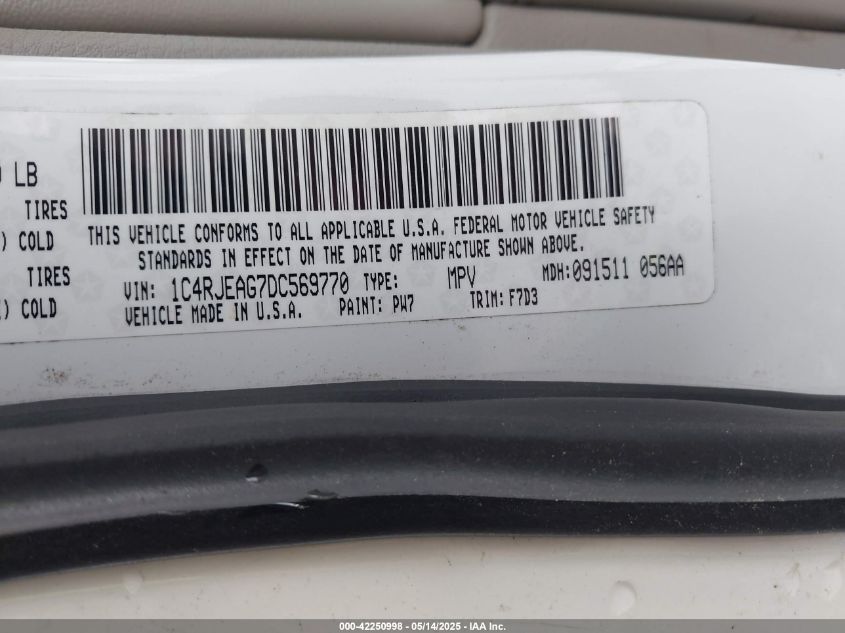 ) LB
TIRES
) COLD
TIRES
) COLD
THIS VEHICLE CONFORMS TO ALL APPLICABLE U.S.A. FEDERAL MOTOR VEHICLE SAFETY
STANDARDS IN EFFECT ON THE DATE OF MANUFACTURE SHOWN ABOVE.
VIN: 1C4RJEAG7DC569770 TYPE: MPV MDH:091511 056AA
VEHICLE MADE IN U.S.A. PAINT: PW7 TRIM: F7D3
000-42250998 - 05/14/2025 - IAA Inc.